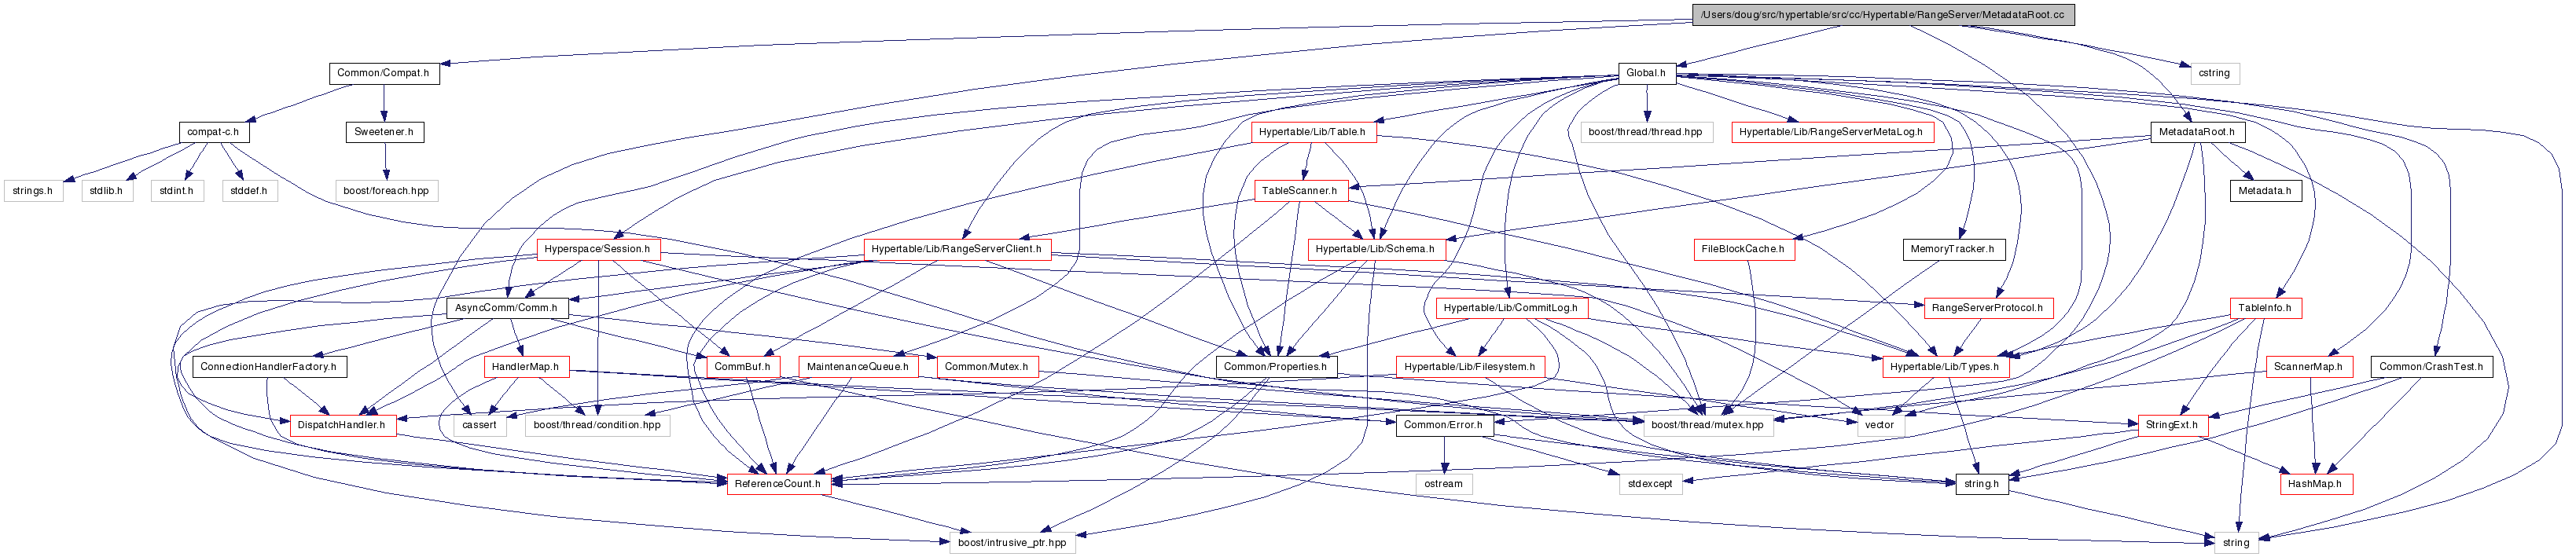 /Users/doug/src/hypertable/src/cc/Hypertable/RangeServer/MetadataRoot.cc
Common/Compat.h
Global.h
cstring
compat-c.h
Sweetener.h
Hypertable/Lib/Table.h
boost/thread/thread.hpp
Hypertable/Lib/RangeServerMetaLog.h
MetadataRoot.h
strings.h
stdlib.h
stdint.h
stddef.h
boost/foreach.hpp
TableScanner.h
Metadata.h
Hyperspace/Session.h
Hypertable/Lib/RangeServerClient.h
Hypertable/Lib/Schema.h
FileBlockCache.h
MemoryTracker.h
AsyncComm/Comm.h
Hypertable/Lib/CommitLog.h
RangeServerProtocol.h
TableInfo.h
ConnectionHandlerFactory.h
HandlerMap.h
CommBuf.h
MaintenanceQueue.h
Common/Mutex.h
Common/Properties.h
Hypertable/Lib/Filesystem.h
Hypertable/Lib/Types.h
ScannerMap.h
Common/CrashTest.h
DispatchHandler.h
cassert
boost/thread/condition.hpp
Common/Error.h
boost/thread/mutex.hpp
vector
StringExt.h
ReferenceCount.h
ostream
stdexcept
string.h
HashMap.h
boost/intrusive_ptr.hpp
string